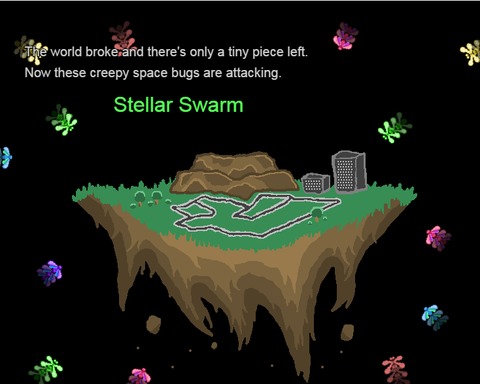 The world broke and there's only a tiny piece left.
Now these creepy space bugs are attacking.
Stellar Swarm